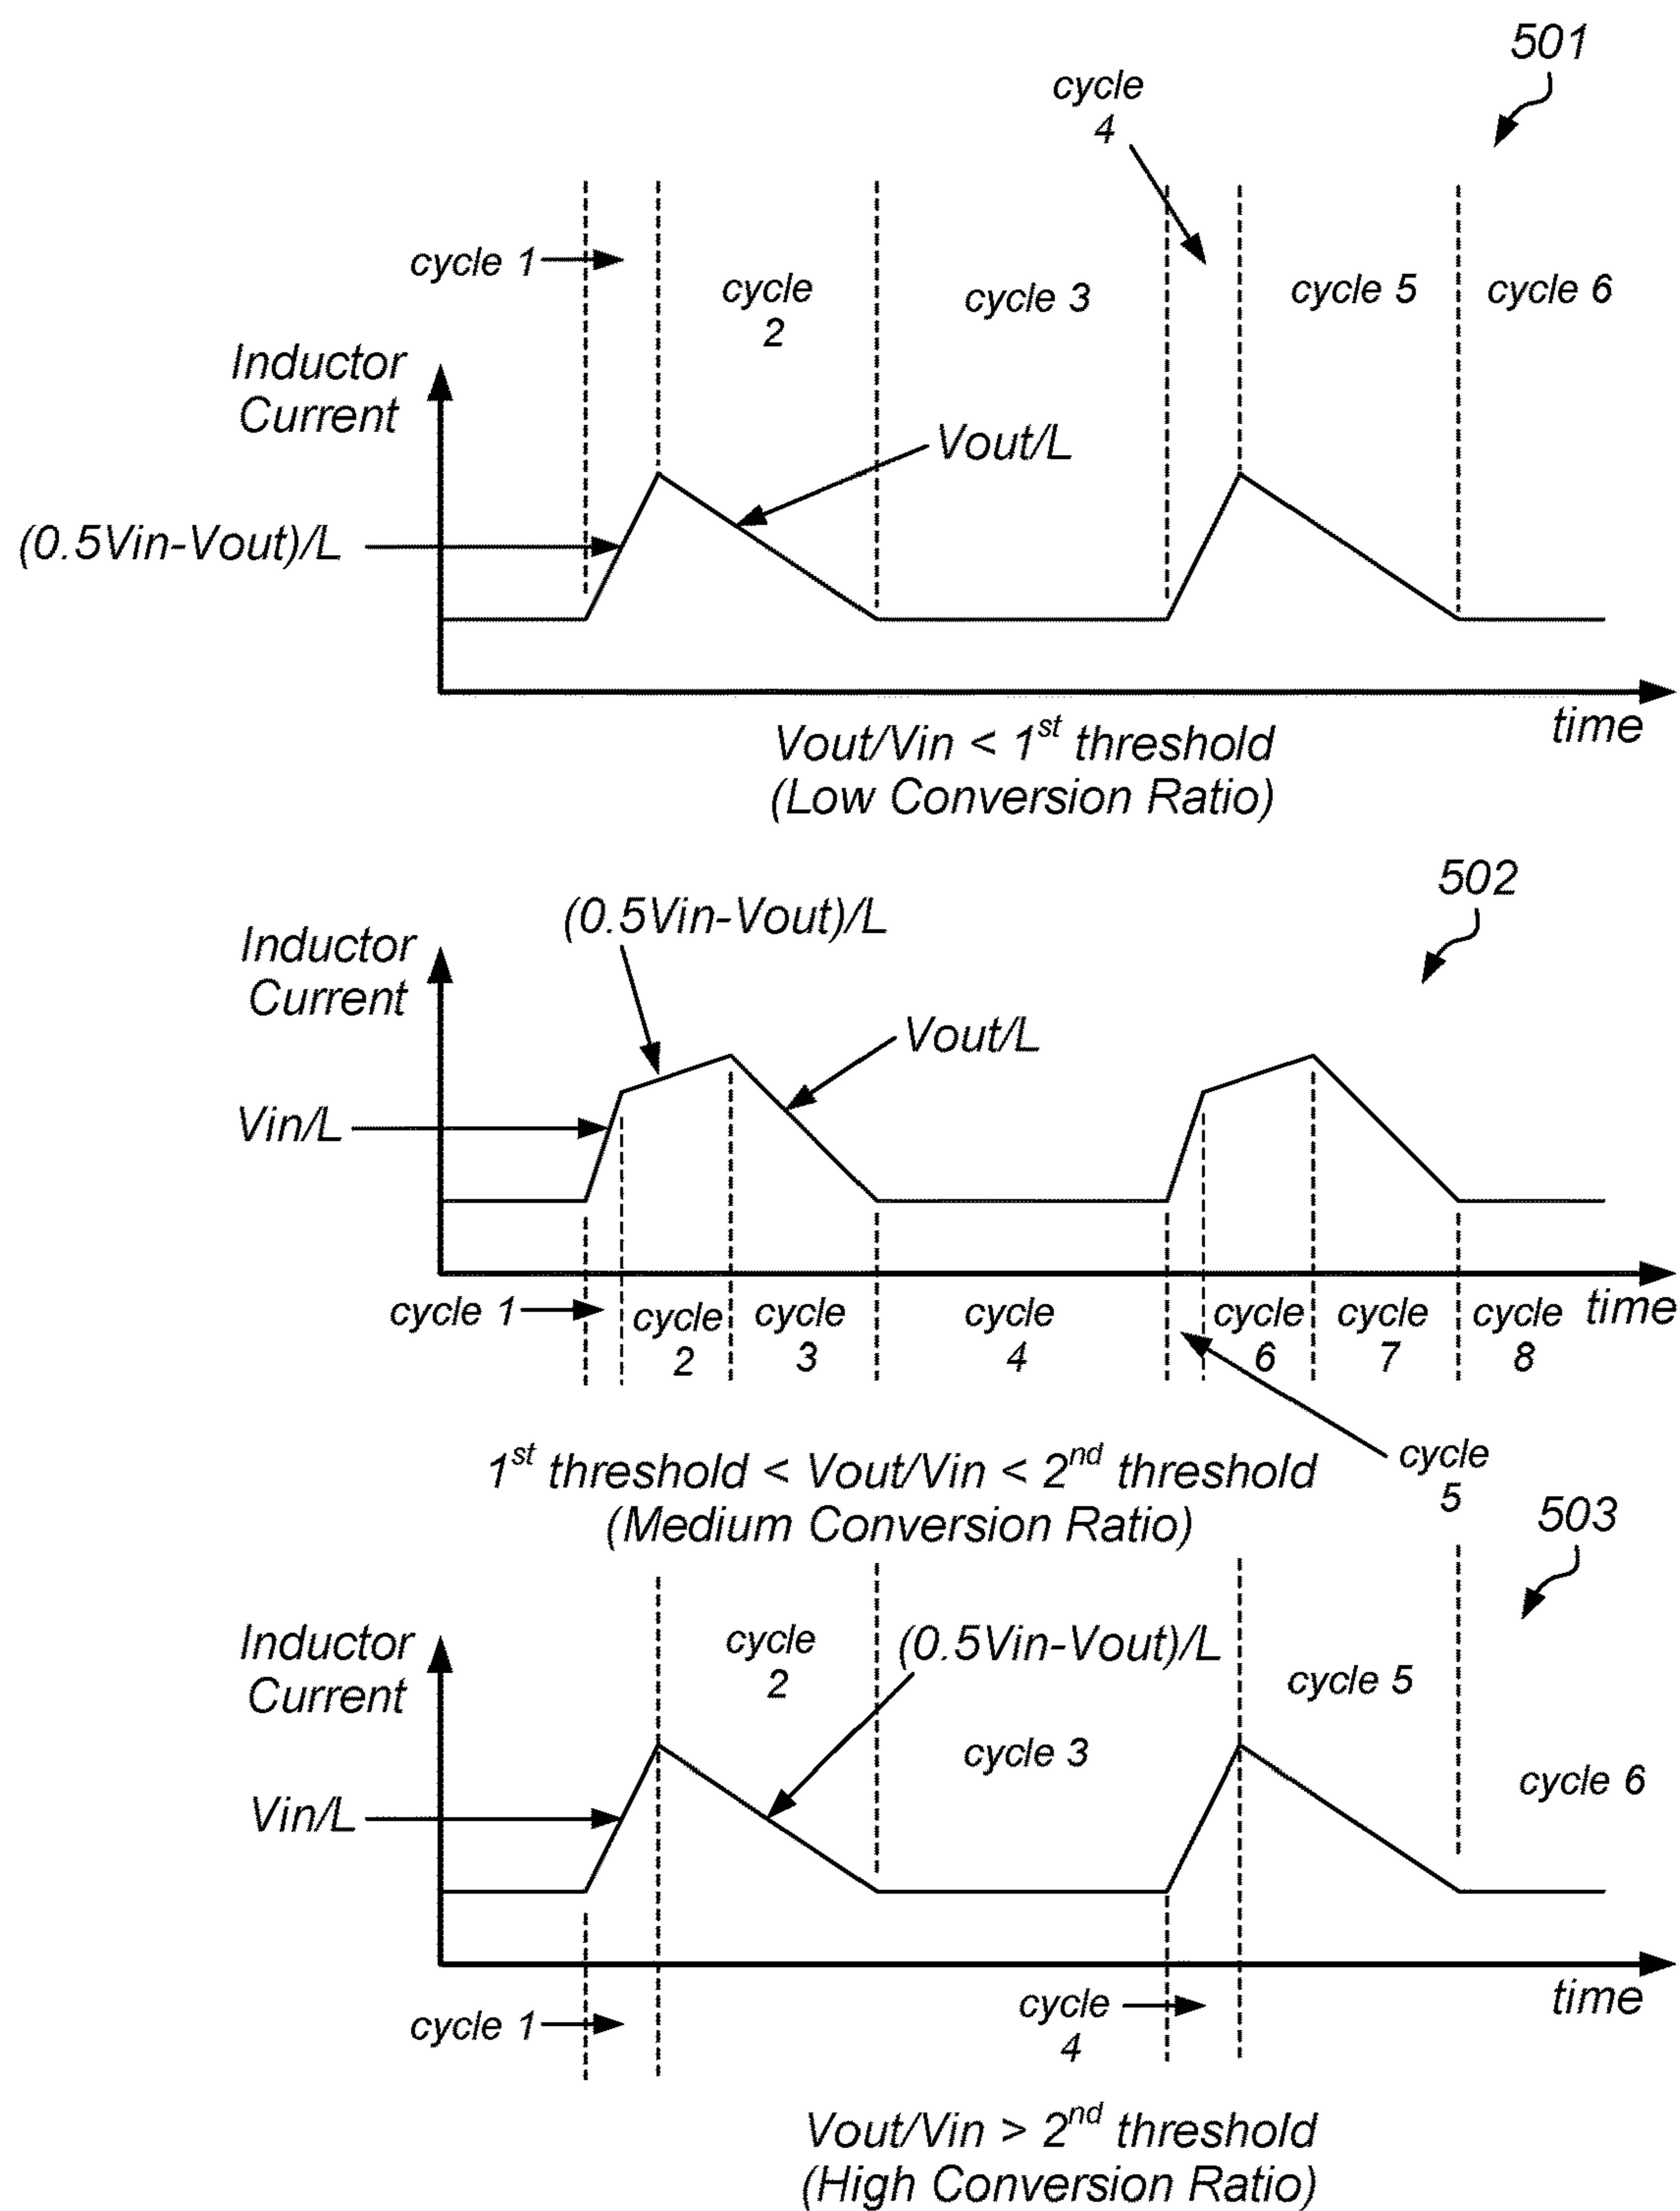 501
cycle
4
cycle 1
cycle
2
cycle 3
cycle 5
cycle 6
Inductor
Current
Vout/L
(0.5Vin-Vout)/L
time
Vout/Vin < 1st threshold
(Low Conversion Ratio)
502
(0.5Vin-Vout)/L
Inductor
Current
Vout/L
Vin/L
cycle 1
cycle
2
cycle
3
cycle
4
cycle
6
cycle
7
cycle
8
time
cycle
5
1st threshold < Vout/Vin < 2nd threshold
(Medium Conversion Ratio)
503
Inductor
Current
cycle
2
(0.5Vin-Vout)/L
cycle 5
cycle 3
cycle 6
Vin/L
time
cycle 1
cycle
4
Vout/Vin > 2nd threshold
(High Conversion Ratio)